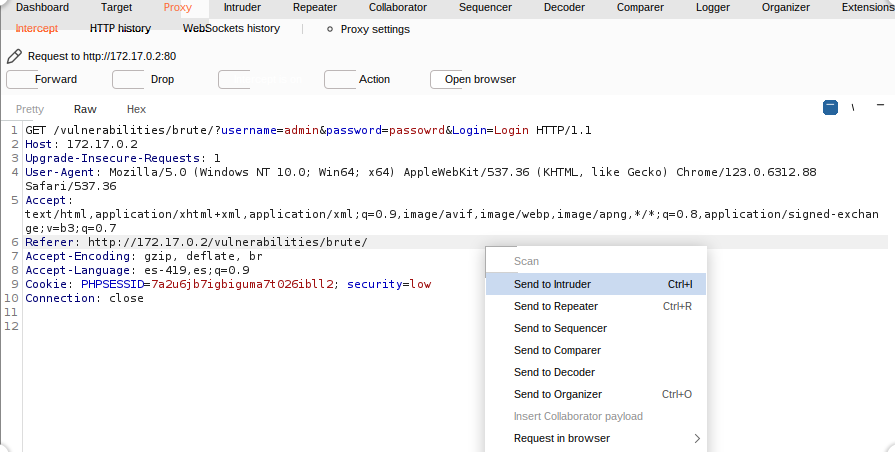 Dashboard Target Proxy Intruder Repeater Collaborator Sequencer Decoder Comparer Logger Organizer Extensions
Intercept HTTP history WebSockets history Proxy settings
Request to http://172.17.0.2:80
Forward Drop Action Open browser
Pretty Raw Hex
1 GET /vulnerabilities/brute/?username=admin&password=passowrd&Login=Login HTTP/1.1
2 Host: 172.17.0.2
3 Upgrade-Insecure-Requests: 1
4 User-Agent: Mozilla/5.0 (Windows NT 10.0; Win64; x64) AppleWebKit/537.36 (KHTML, like Gecko) Chrome/123.0.6312.88
Safari/537.36
5 Accept:
text/html,application/xhtml+xml,application/xml;q=0.9,image/avif,image/webp,image/apng,*/*;q=0.8,application/signed-exchan
ge;v=b3;q=0.7
6 Referer: http://172.17.0.2/vulnerabilities/brute/
7 Accept-Encoding: gzip, deflate, br
8 Accept-Language: es-419,es;q=0.9
9 Cookie: PHPSESSID=7a2u6jb7igbiguma7t026ibll2; security=low
10 Connection: close
11
12
Scan
Send to Intruder Ctrl+I
Send to Repeater Ctrl+R
Send to Sequencer
Send to Comparer
Send to Decoder
Send to Organizer Ctrl+O
Insert Collaborator payload
Request in browser